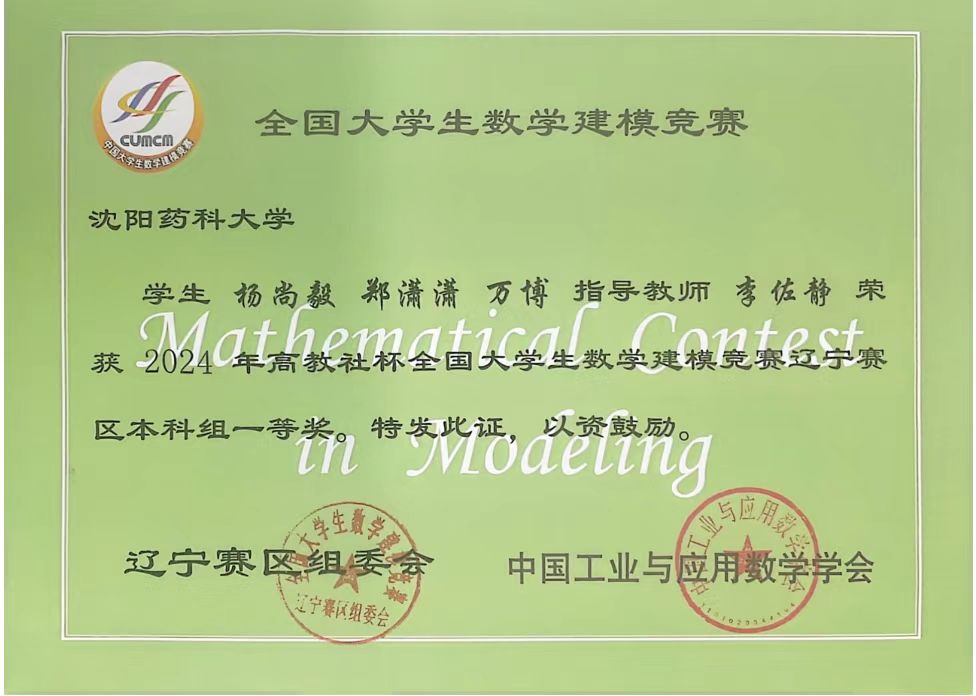 CUMCM
中国大学生数学建模竞赛
全国大学生数学建模竞赛
沈阳药科大学
学生 杨尚毅 郑潇潇 万博 指导教师 李佐静 荣
Mathematical Contest
获 2024 年高教社杯全国大学生数学建模竞赛辽宁赛
区本科组一等奖。特发此证，以资鼓励。
in Modeling
辽宁赛区组委会
全国大学生数学建模竞赛
辽宁赛区组委会
中国工业与应用数学学会
中国工业与应用数学学会